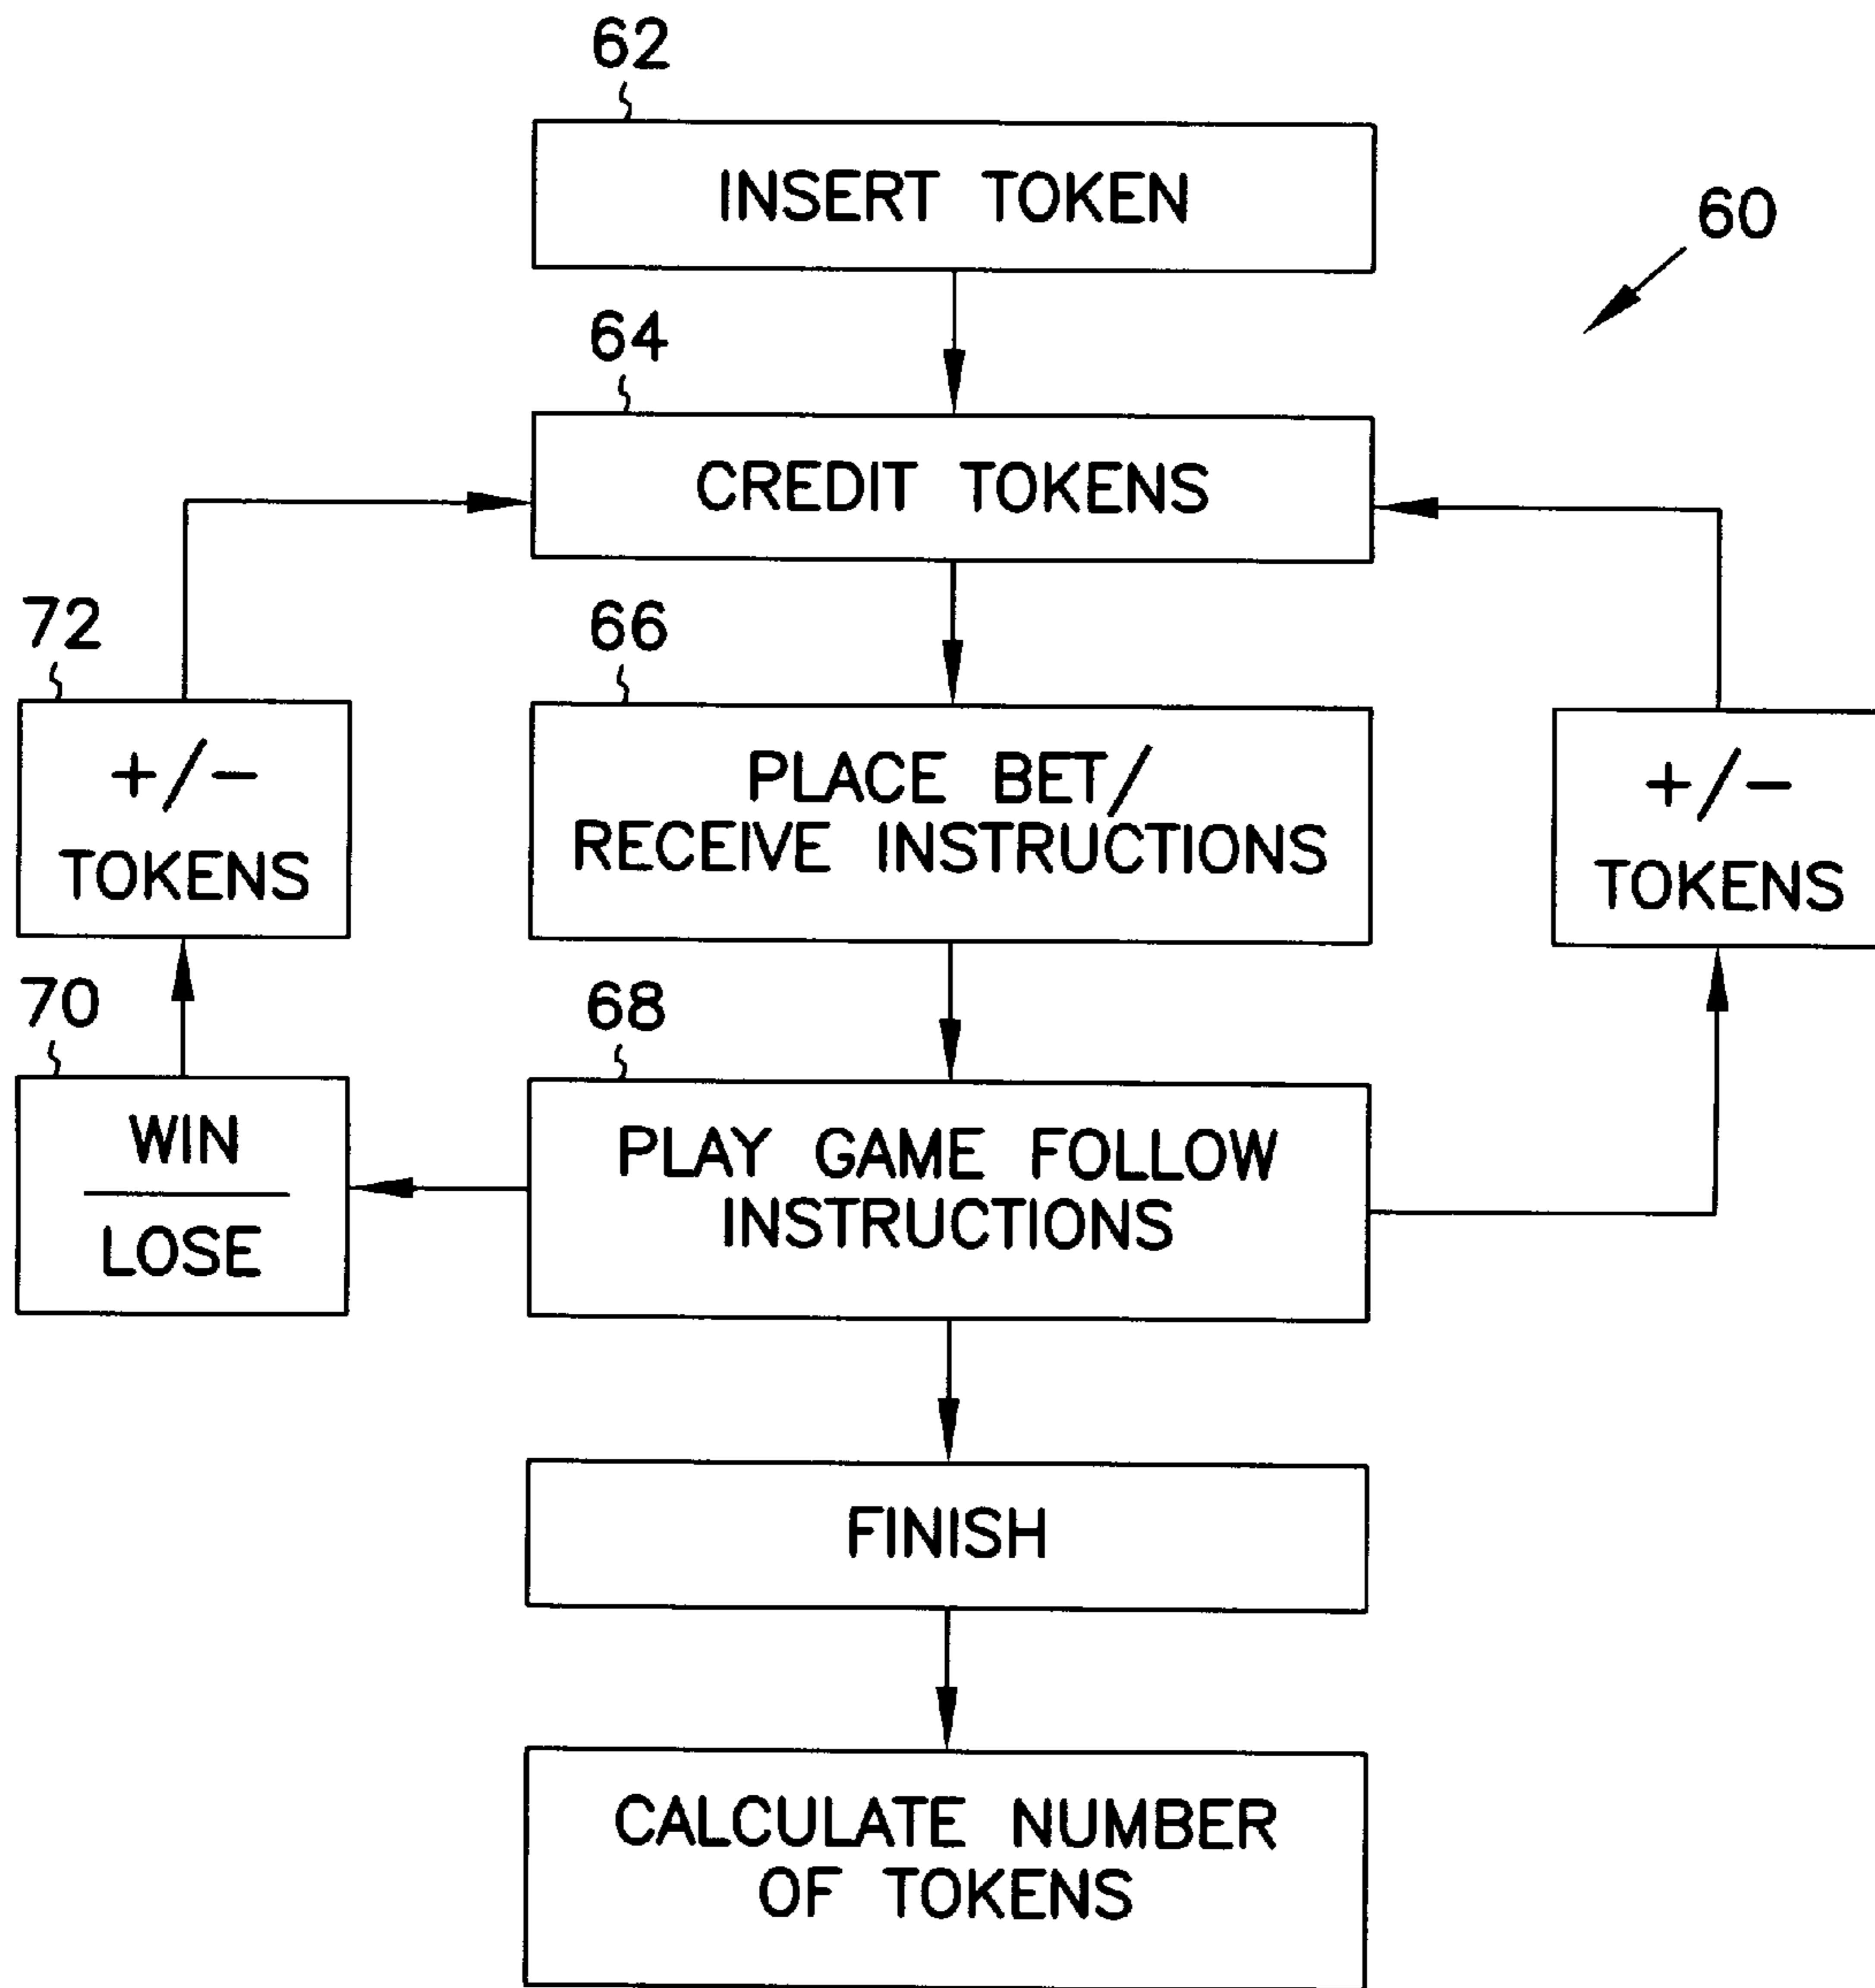 62
INSERT TOKEN
60
64
CREDIT TOKENS
72
66
+/-
TOKENS
PLACE BET/
RECEIVE INSTRUCTIONS
+/-
TOKENS
70
68
WIN
LOSE
PLAY GAME FOLLOW
INSTRUCTIONS
FINISH
CALCULATE NUMBER
OF TOKENS